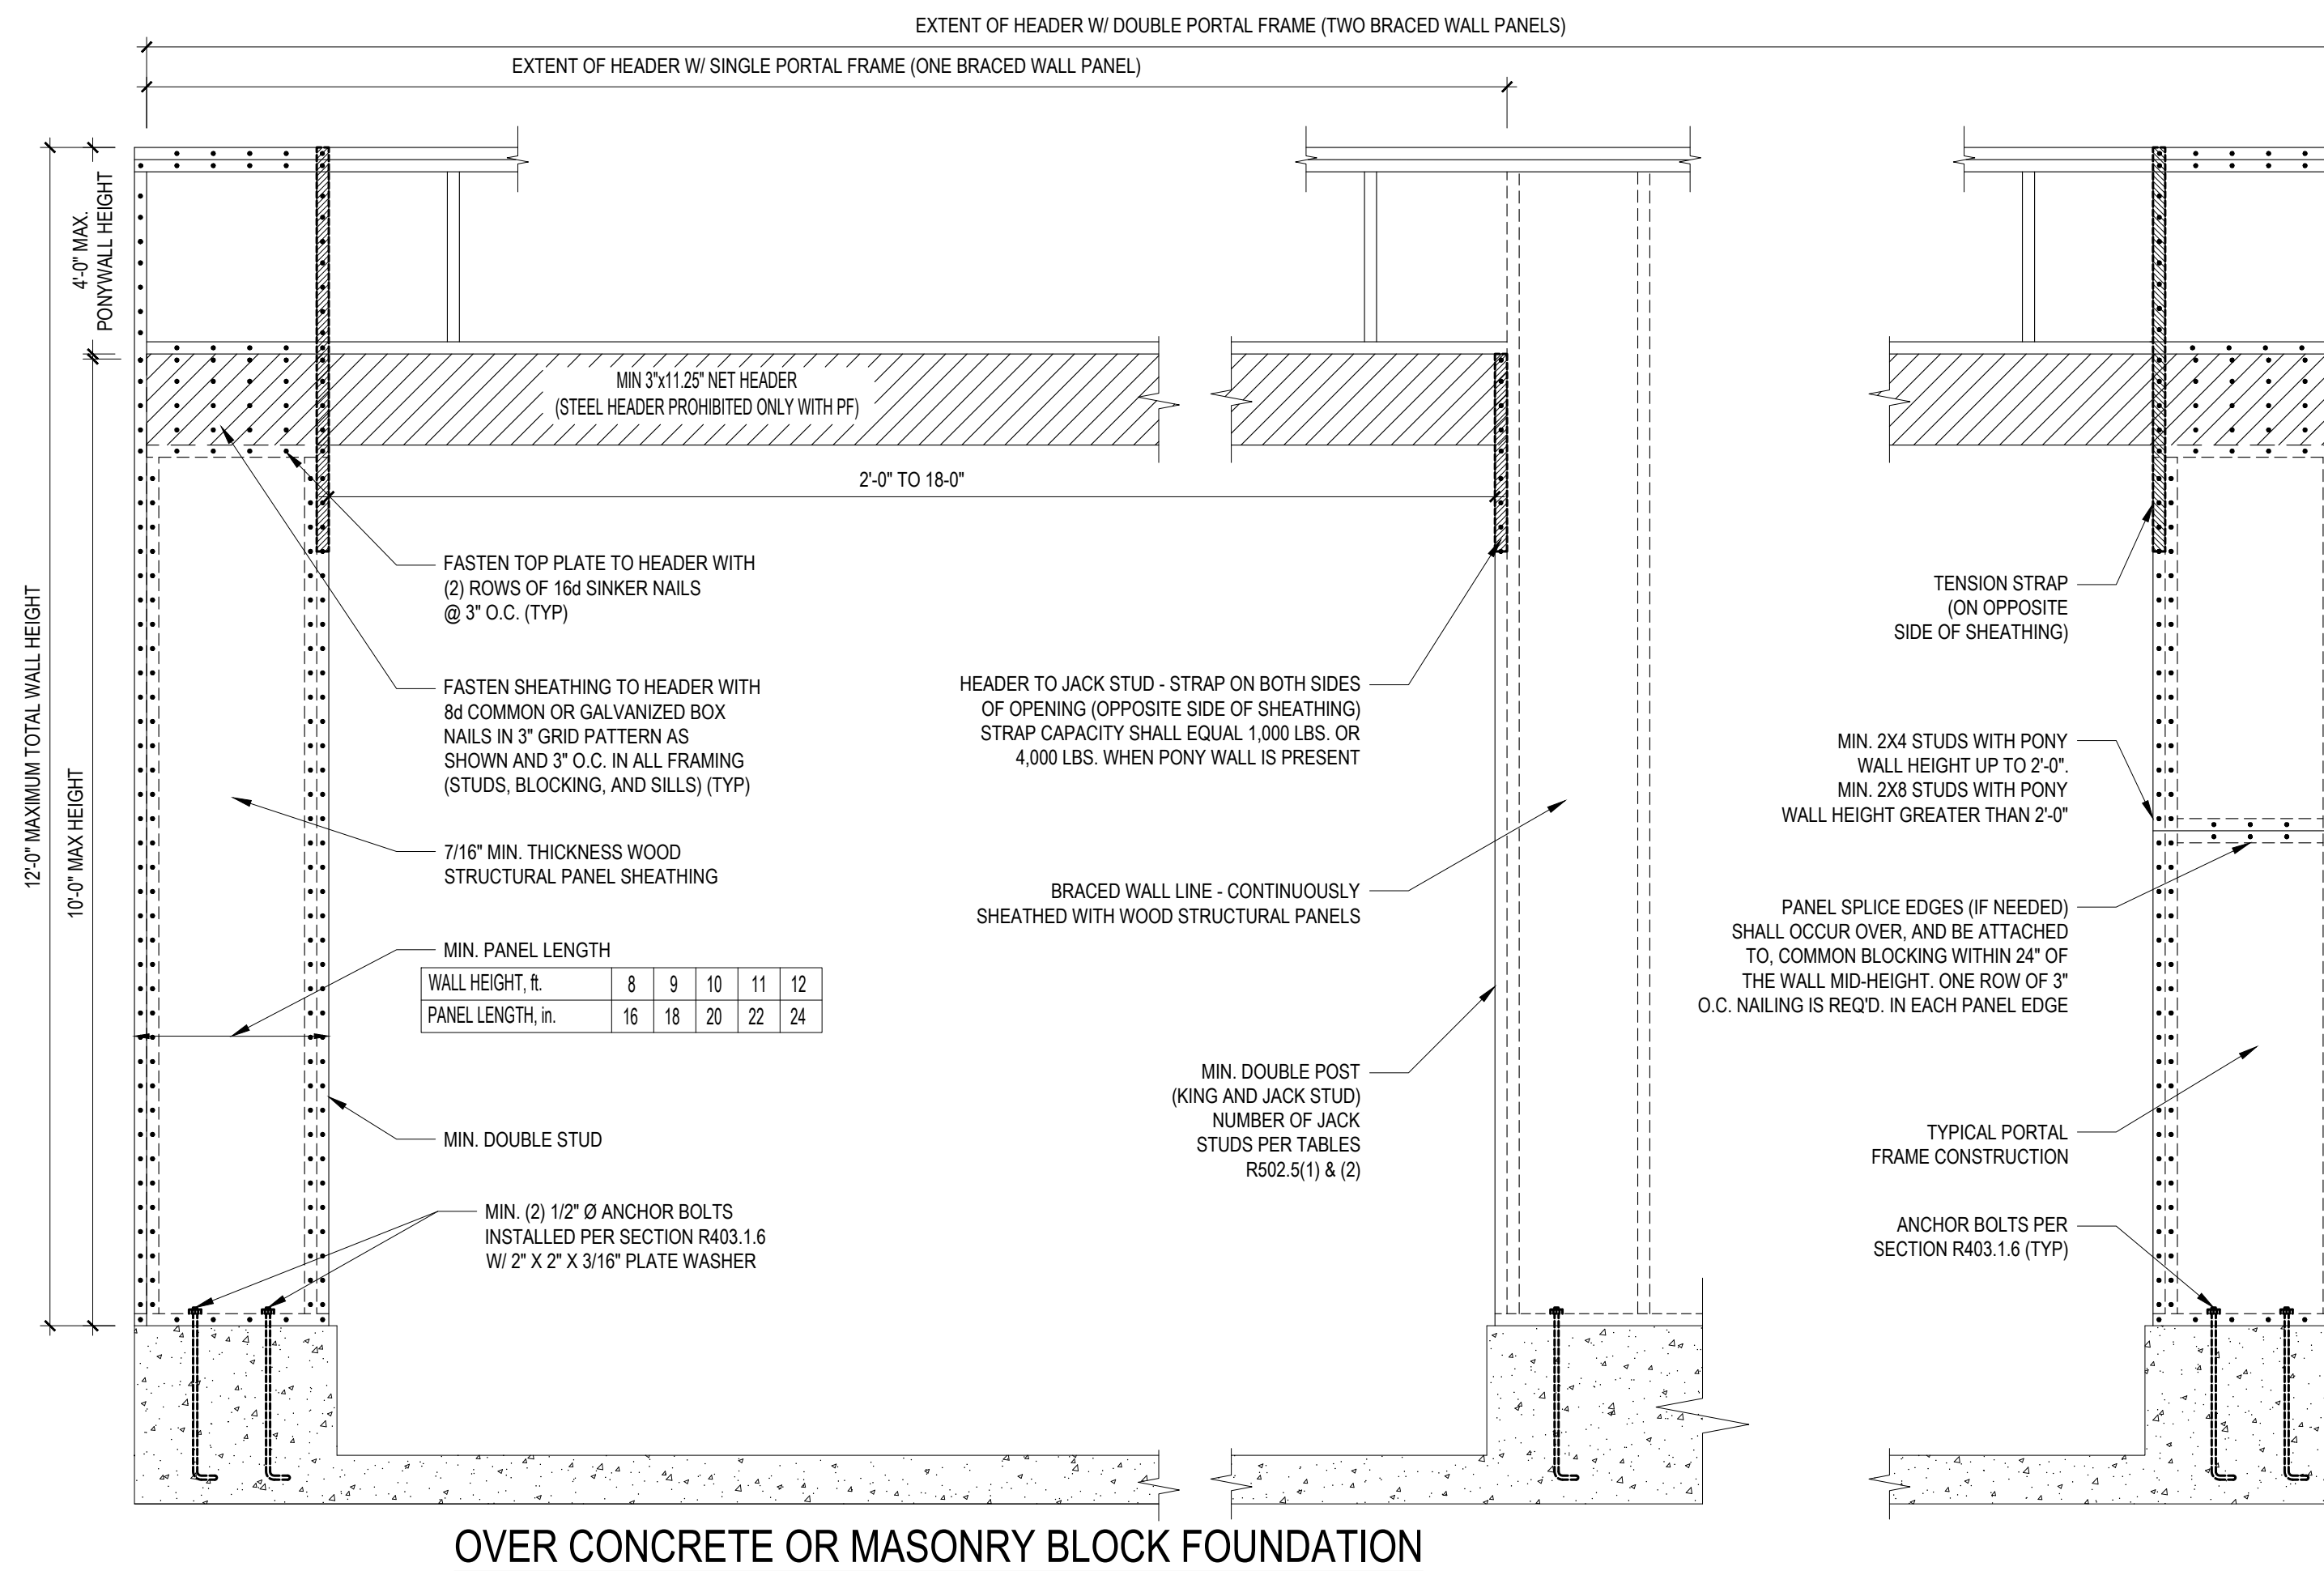 EXTENT OF HEADER W/ DOUBLE PORTAL FRAME (TWO BRACED WALL PANELS)
EXTENT OF HEADER W/ SINGLE PORTAL FRAME (ONE BRACED WALL PANEL)
4'-0" MAX.
PONYWALL HEIGHT
12'-0" MAXIMUM TOTAL WALL HEIGHT
10'-0" MAX HEIGHT
MIN 3"x11.25" NET HEADER
(STEEL HEADER PROHIBITED ONLY WITH PF)
2'-0" TO 18-0"
FASTEN TOP PLATE TO HEADER WITH
(2) ROWS OF 16d SINKER NAILS
@ 3" O.C. (TYP)
FASTEN SHEATHING TO HEADER WITH
8d COMMON OR GALVANIZED BOX
NAILS IN 3" GRID PATTERN AS
SHOWN AND 3" O.C. IN ALL FRAMING
(STUDS, BLOCKING, AND SILLS) (TYP)
7/16" MIN. THICKNESS WOOD
STRUCTURAL PANEL SHEATHING
MIN. PANEL LENGTH
WALL HEIGHT, ft. 8 9 10 11 12
PANEL LENGTH, in. 16 18 20 22 24
MIN. DOUBLE STUD
MIN. (2) 1/2" Ø ANCHOR BOLTS
INSTALLED PER SECTION R403.1.6
W/ 2" X 2" X 3/16" PLATE WASHER
HEADER TO JACK STUD - STRAP ON BOTH SIDES
OF OPENING (OPPOSITE SIDE OF SHEATHING)
STRAP CAPACITY SHALL EQUAL 1,000 LBS. OR
4,000 LBS. WHEN PONY WALL IS PRESENT
BRACED WALL LINE - CONTINUOUSLY
SHEATHED WITH WOOD STRUCTURAL PANELS
MIN. DOUBLE POST
(KING AND JACK STUD)
NUMBER OF JACK
STUDS PER TABLES
R502.5(1) & (2)
TENSION STRAP
(ON OPPOSITE
SIDE OF SHEATHING)
MIN. 2X4 STUDS WITH PONY
WALL HEIGHT UP TO 2'-0".
MIN. 2X8 STUDS WITH PONY
WALL HEIGHT GREATER THAN 2'-0"
PANEL SPLICE EDGES (IF NEEDED)
SHALL OCCUR OVER, AND BE ATTACHED
TO, COMMON BLOCKING WITHIN 24" OF
THE WALL MID-HEIGHT. ONE ROW OF 3"
O.C. NAILING IS REQ'D. IN EACH PANEL EDGE
TYPICAL PORTAL
FRAME CONSTRUCTION
ANCHOR BOLTS PER
SECTION R403.1.6 (TYP)
OVER CONCRETE OR MASONRY BLOCK FOUNDATION